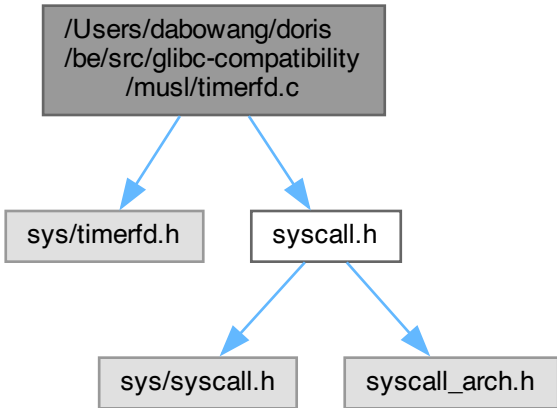 /Users/dabowang/doris
/be/src/glibc-compatibility
/musl/timerfd.c
sys/timerfd.h
syscall.h
sys/syscall.h
syscall_arch.h